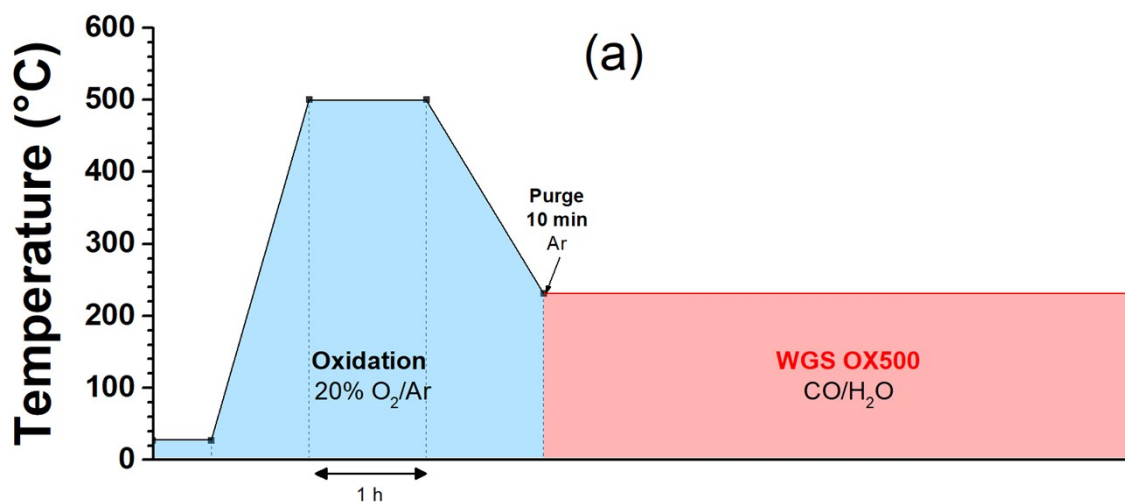 (a)
Temperature (°C)
600
500
400
300
200
100
0
Purge
10 min
Ar
Oxidation
20% O₂/Ar
WGS OX500
CO/H₂O
1 h